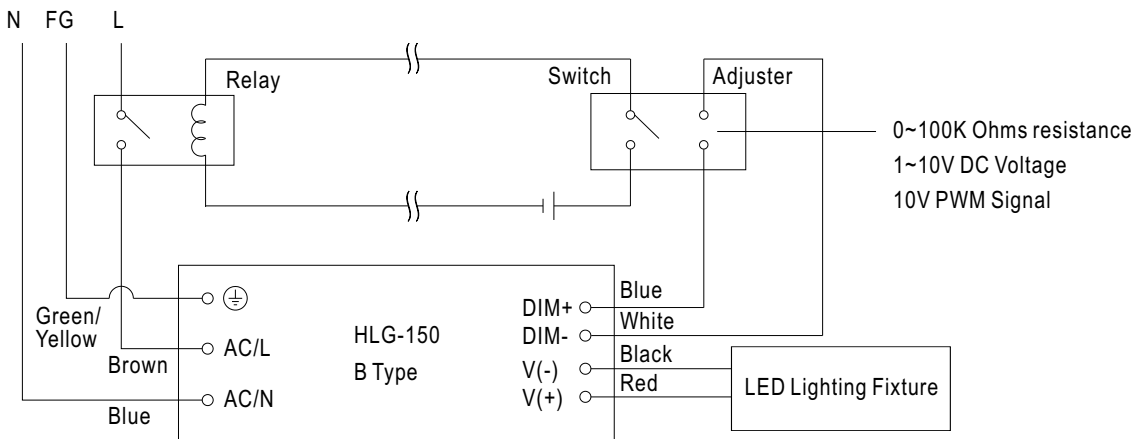 N FG L
Relay
Switch
Adjuster
0~100K Ohms resistance
1~10V DC Voltage
10V PWM Signal
Green/
Yellow
Brown
Blue
AC/L
AC/N
HLG-150
B Type
DIM+
DIM-
V(-)
V(+)
Blue
White
Black
Red
LED Lighting Fixture